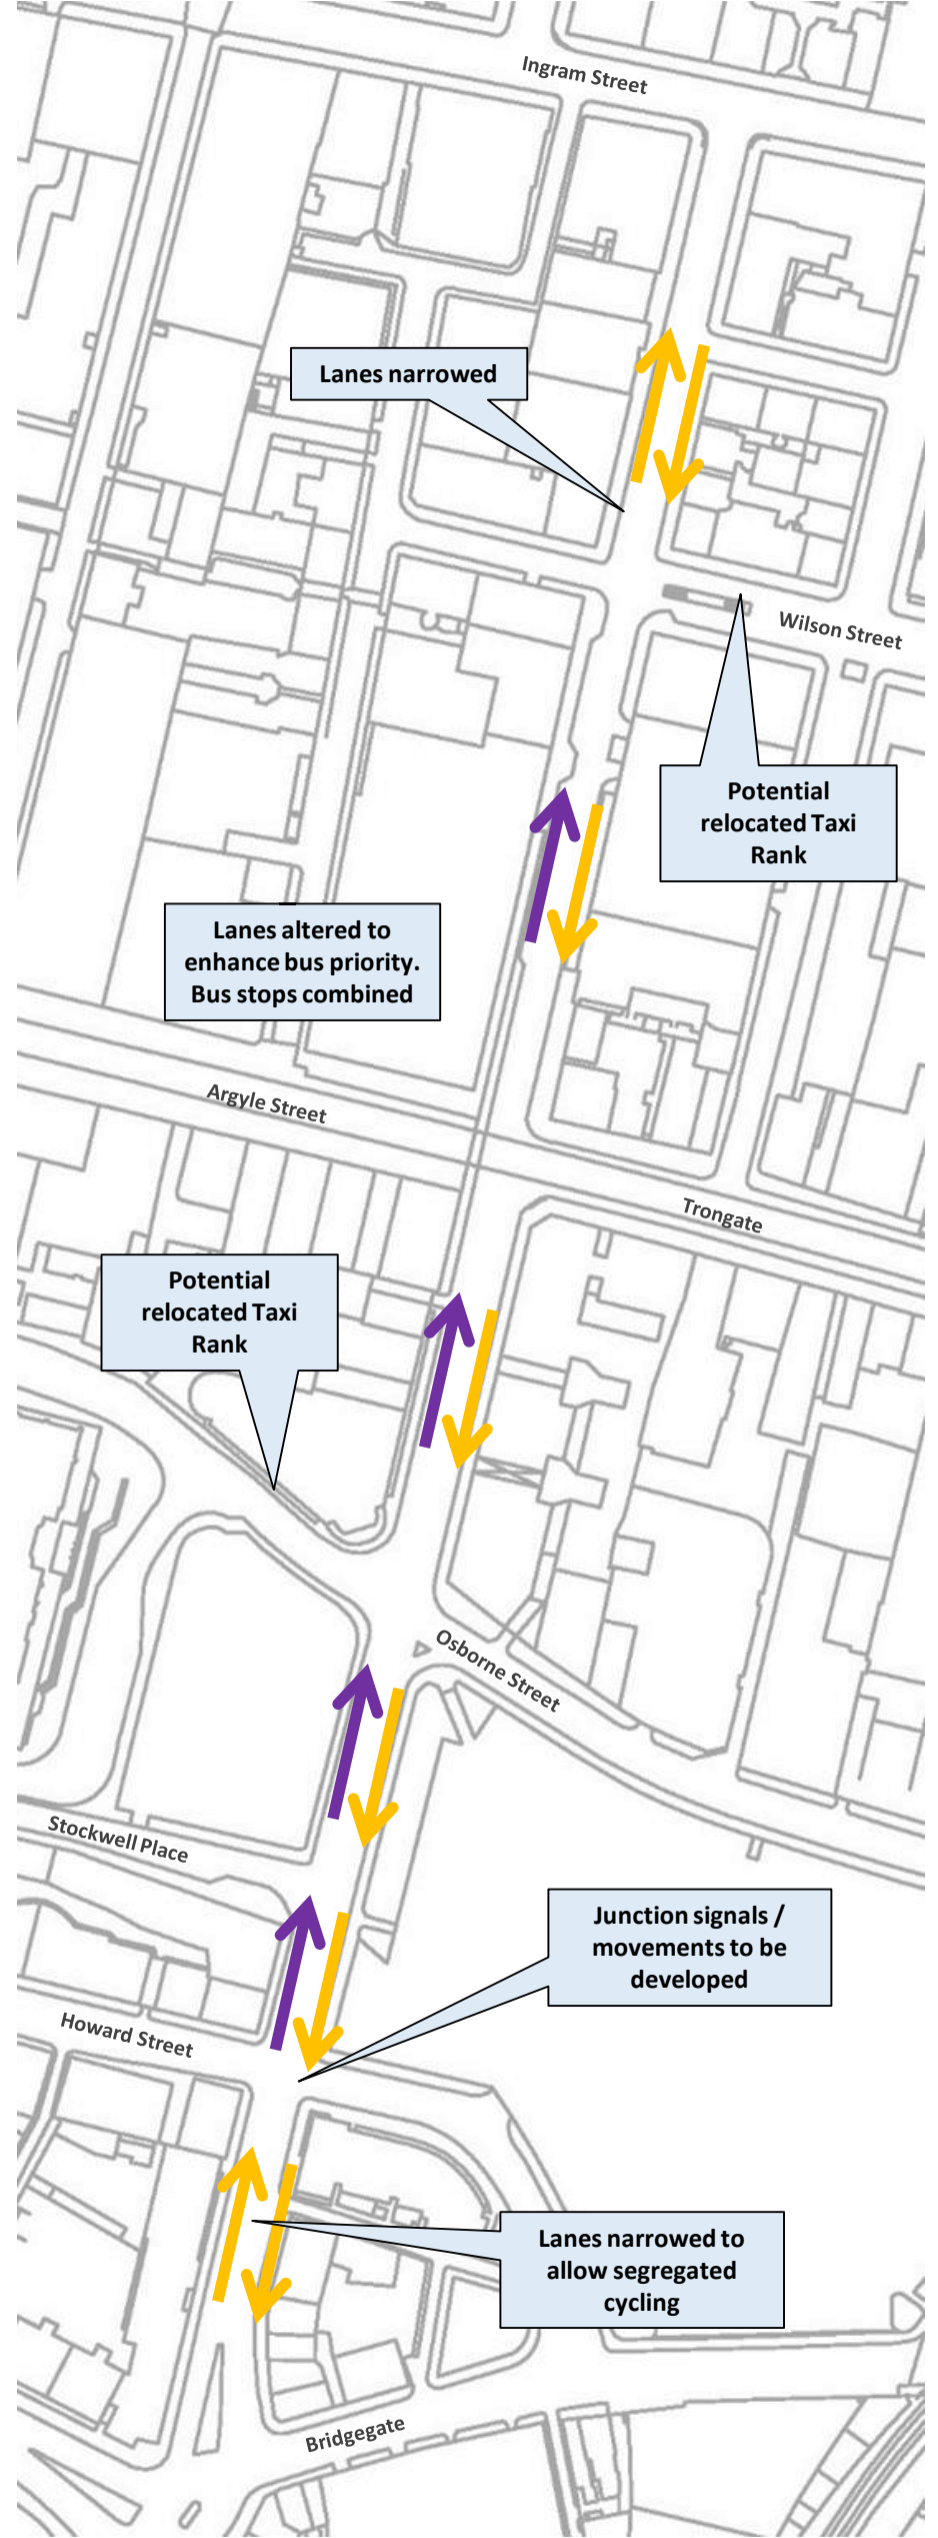 Ingram Street
Lanes narrowed
Wilson Street
Potential
relocated Taxi
Rank
Lanes altered to
enhance bus priority.
Bus stops combined
Argyle Street
Trongate
Potential
relocated Taxi
Rank
Osborne Street
Stockwell Place
Junction signals /
movements to be
developed
Howard Street
Lanes narrowed to
allow segregated
cycling
Bridgegate